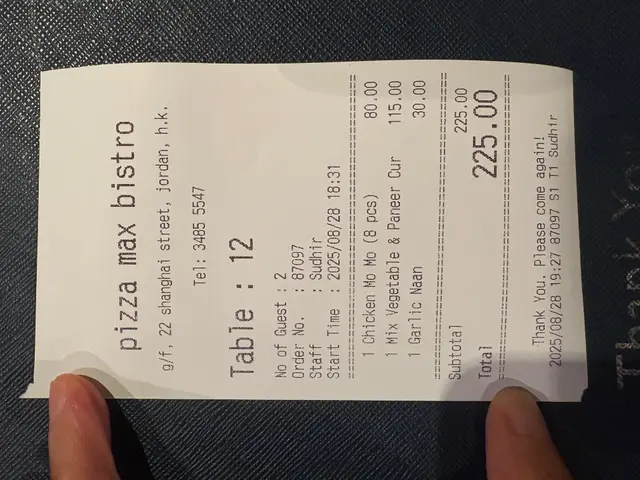 pizza max bistro
g/f, 22 shanghai street, jordan, h.k.
Tel: 3485 5547
Table : 12
No of Guest : 2
Order No. : 87097
Staff : Sudhir
Start Time : 2025/08/28 18:31
1 Chicken Mo Mo (8 pcs) 80.00
1 Mix Vegetable & Paneer Cur 115.00
1 Garlic Naan 30.00
Subtotal 225.00
Total 225.00
Thank You, Please come again!
2025/08/28 19:27 87097 S1 T1 Sudhir
Thank You